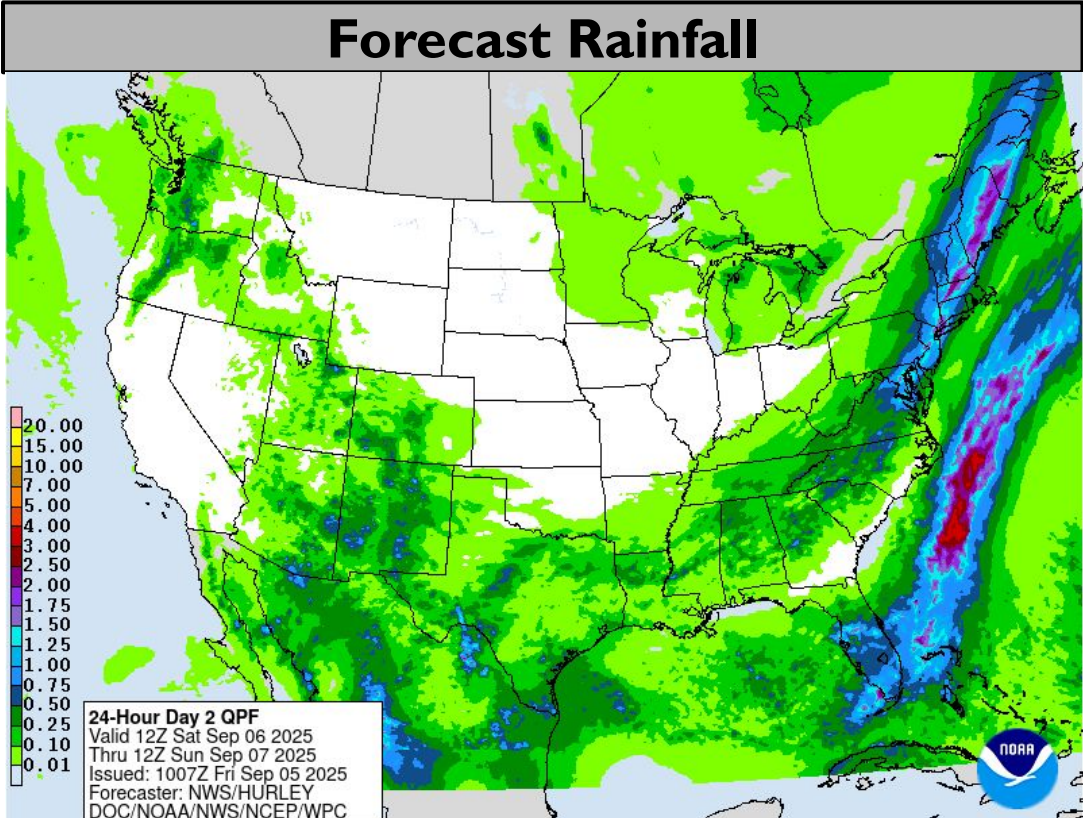 Forecast Rainfall
20.00
15.00
10.00
7.00
5.00
4.00
3.00
2.50
2.00
1.75
1.50
1.25
1.00
0.75
0.50
0.25
0.10
0.01
24-Hour Day 2 QPF
Valid 12Z Sat Sep 06 2025
Thru 12Z Sun Sep 07 2025
Issued: 1007Z Fri Sep 05 2025
Forecaster: NWS/HURLEY
DOC/NOAA/NWS/NCEP/WPC
NOAA